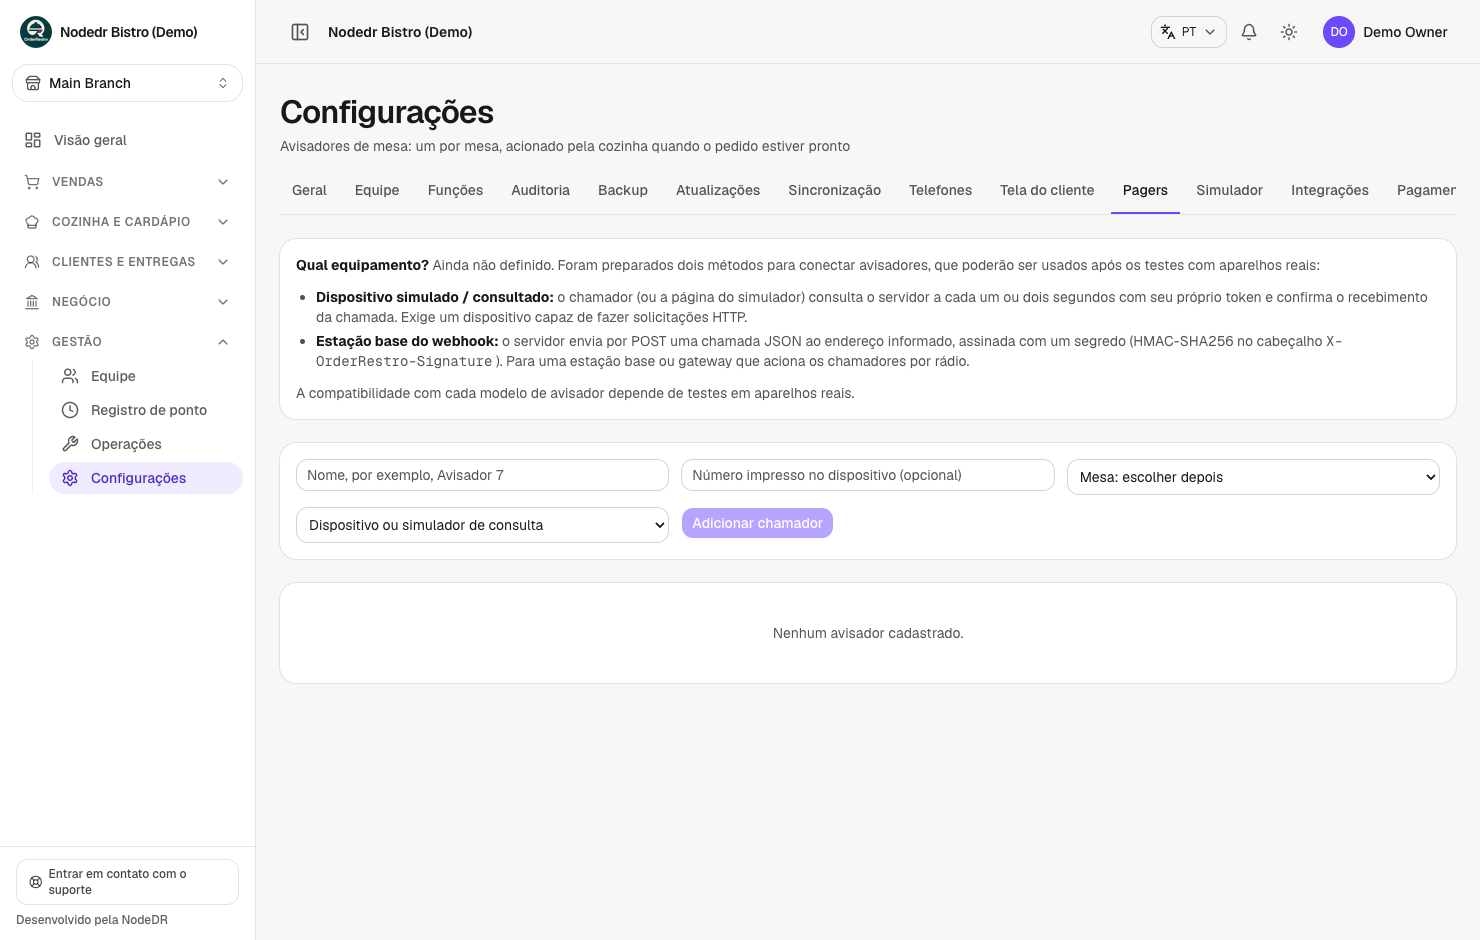 Nodedr Bistro (Demo)
Main Branch
Visão geral
VENDAS
COZINHA E CARDÁPIO
CLIENTES E ENTREGAS
NEGÓCIO
GESTÃO
Equipe
Registro de ponto
Operações
Configurações
Entrar em contato com o
suporte
Desenvolvido pela NodeDR
Nodedr Bistro (Demo)
PT
DO
Demo Owner
Configurações
Avisadores de mesa: um por mesa, acionado pela cozinha quando o pedido estiver pronto
Geral Equipe Funções Auditoria Backup Atualizações Sincronização Telefones Tela do cliente Pagers Simulador Integrações Pagamen
Qual equipamento? Ainda não definido. Foram preparados dois métodos para conectar avisadores, que poderão ser usados após os testes com aparelhos reais:
Dispositivo simulado / consultado: o chamador (ou a página do simulador) consulta o servidor a cada um ou dois segundos com seu próprio token e confirma o recebimento
da chamada. Exige um dispositivo capaz de fazer solicitações HTTP.
Estação base do webhook: o servidor envia por POST uma chamada JSON ao endereço informado, assinada com um segredo (HMAC-SHA256 no cabeçalho X-
OrderRestro-Signature ). Para uma estação base ou gateway que aciona os chamadores por rádio.
A compatibilidade com cada modelo de avisador depende de testes em aparelhos reais.
Nome, por exemplo, Avisador 7
Número impresso no dispositivo (opcional)
Mesa: escolher depois
Dispositivo ou simulador de consulta
Adicionar chamador
Nenhum avisador cadastrado.